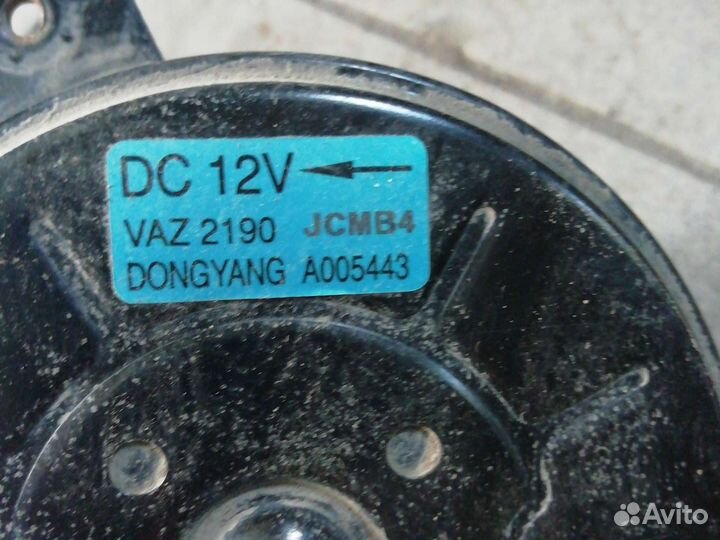 DC 12V
VAZ 2190 JCMB4
DONGYANG A005443
Avito